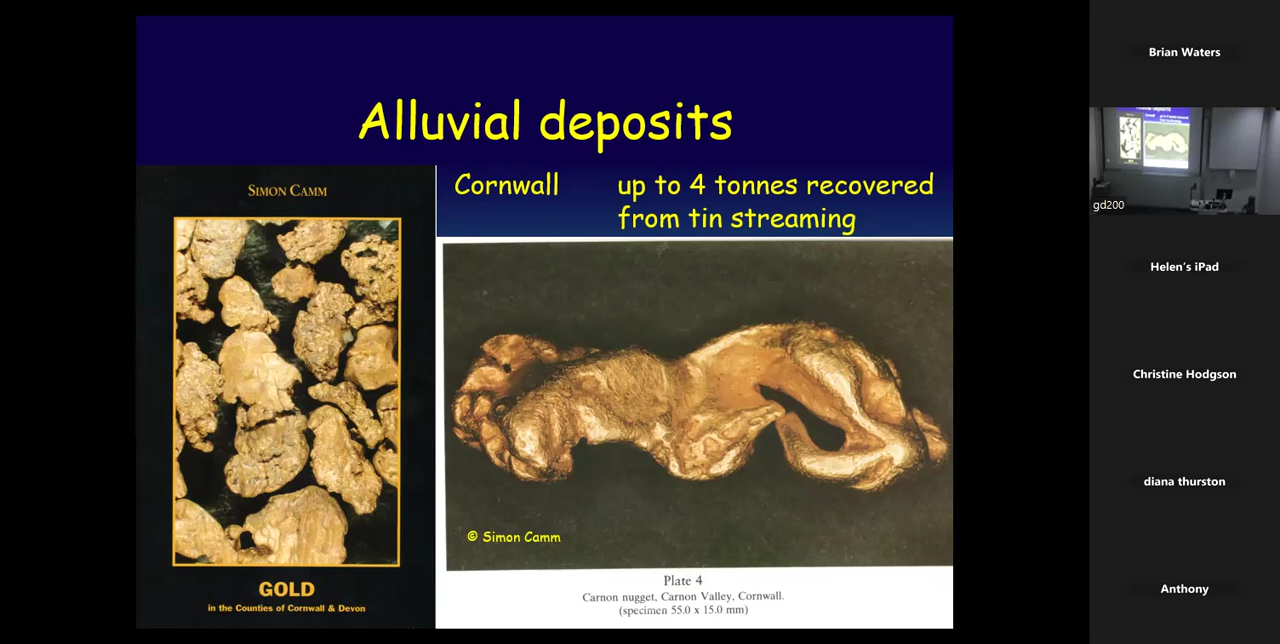 Alluvial deposits
SIMON CAMM
Cornwall up to 4 tonnes recovered
from tin streaming
© Simon Camm
GOLD
in the Counties of Cornwall & Devon
Plate 4
Carnon nugget, Carnon Valley, Cornwall.
(specimen 55.0 x 15.0 mm)
Brian Waters
gd200
Helen's iPad
Christine Hodgson
diana thurston
Anthony